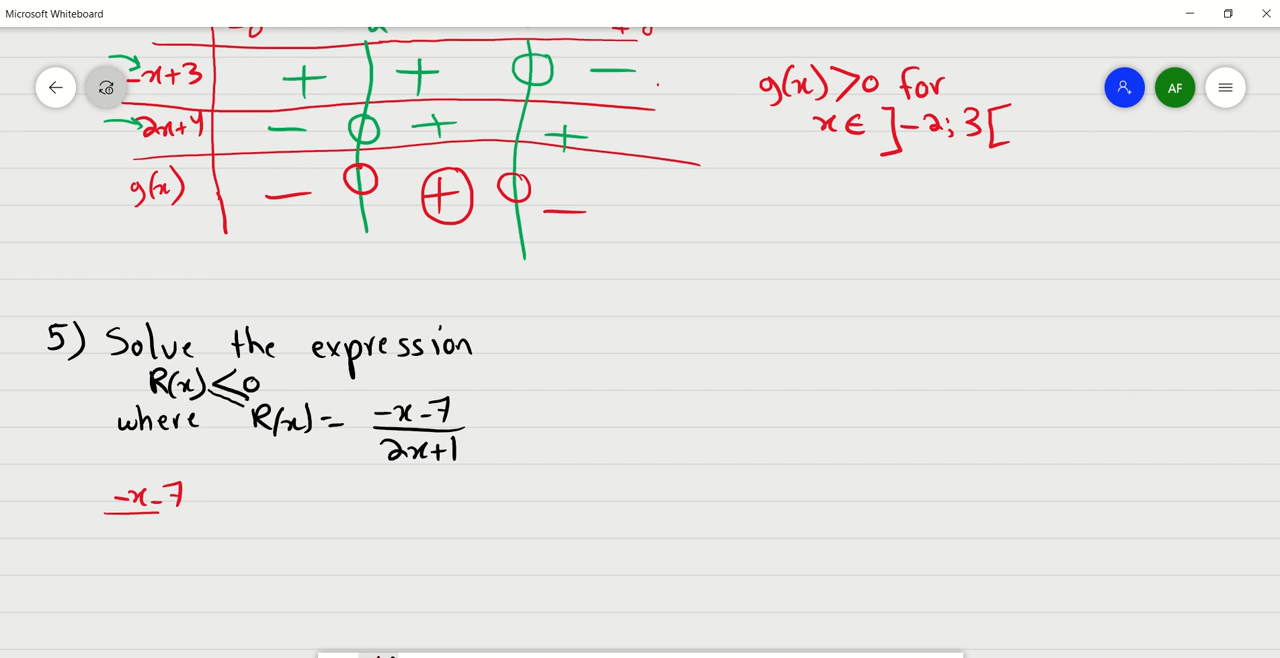 Microsoft Whiteboard
-x+3 + + 0 -
2x+4 - 0 + +
g(x) - 0 + 0 -
g(x)>0 for
x∈ ]-2; 3[
AF
5) Solve the expression
R(x)≤0
where R(x)= -x-7
2x+1
-x-7